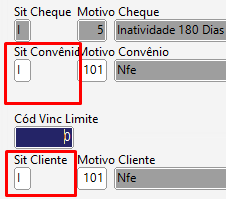 Sit Cheque Motivo Cheque
I 5 Inatividade 180 Dias
Sit Convênio Motivo Convênio
I 101 Nfe
Cód Vinc Limite
0
Sit Cliente Motivo Cliente
I 101 Nfe